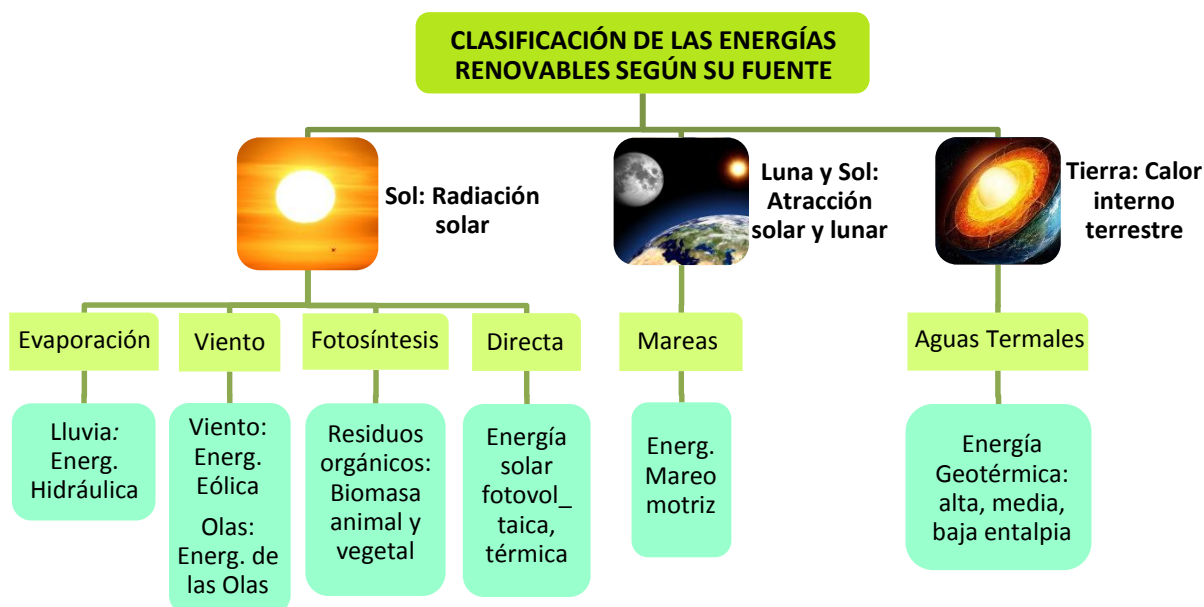 CLASIFICACIÓN DE LAS ENERGÍAS
RENOVABLES SEGÚN SU FUENTE
Sol: Radiación
solar
Luna y Sol:
Atracción
solar y lunar
Tierra: Calor
interno
terrestre
Evaporación
Viento
Fotosíntesis
Directa
Mareas
Aguas Termales
Lluvia:
Energ.
Hidráulica
Viento:
Energ.
Eólica
Olas:
Energ. de
las Olas
Residuos
orgánicos:
Biomasa
animal y
vegetal
Energía
solar
fotovol_
taica,
térmica
Energ.
Mareo
motriz
Energía
Geotérmica:
alta, media,
baja entalpia